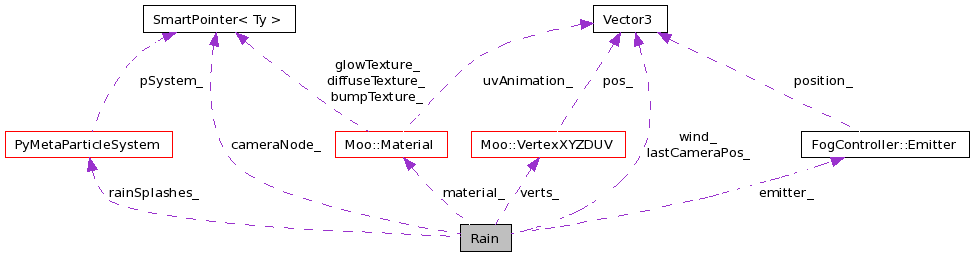 SmartPointer< Ty >
Vector3
glowTexture_
diffuseTexture_
bumpTexture_
pSystem_
uvAnimation_
pos_
position_
PyMetaParticleSystem
cameraNode_
Moo::Material
Moo::VertexXYZDUV
wind_
lastCameraPos_
FogController::Emitter
rainSplashes_
material_
verts_
emitter_
Rain